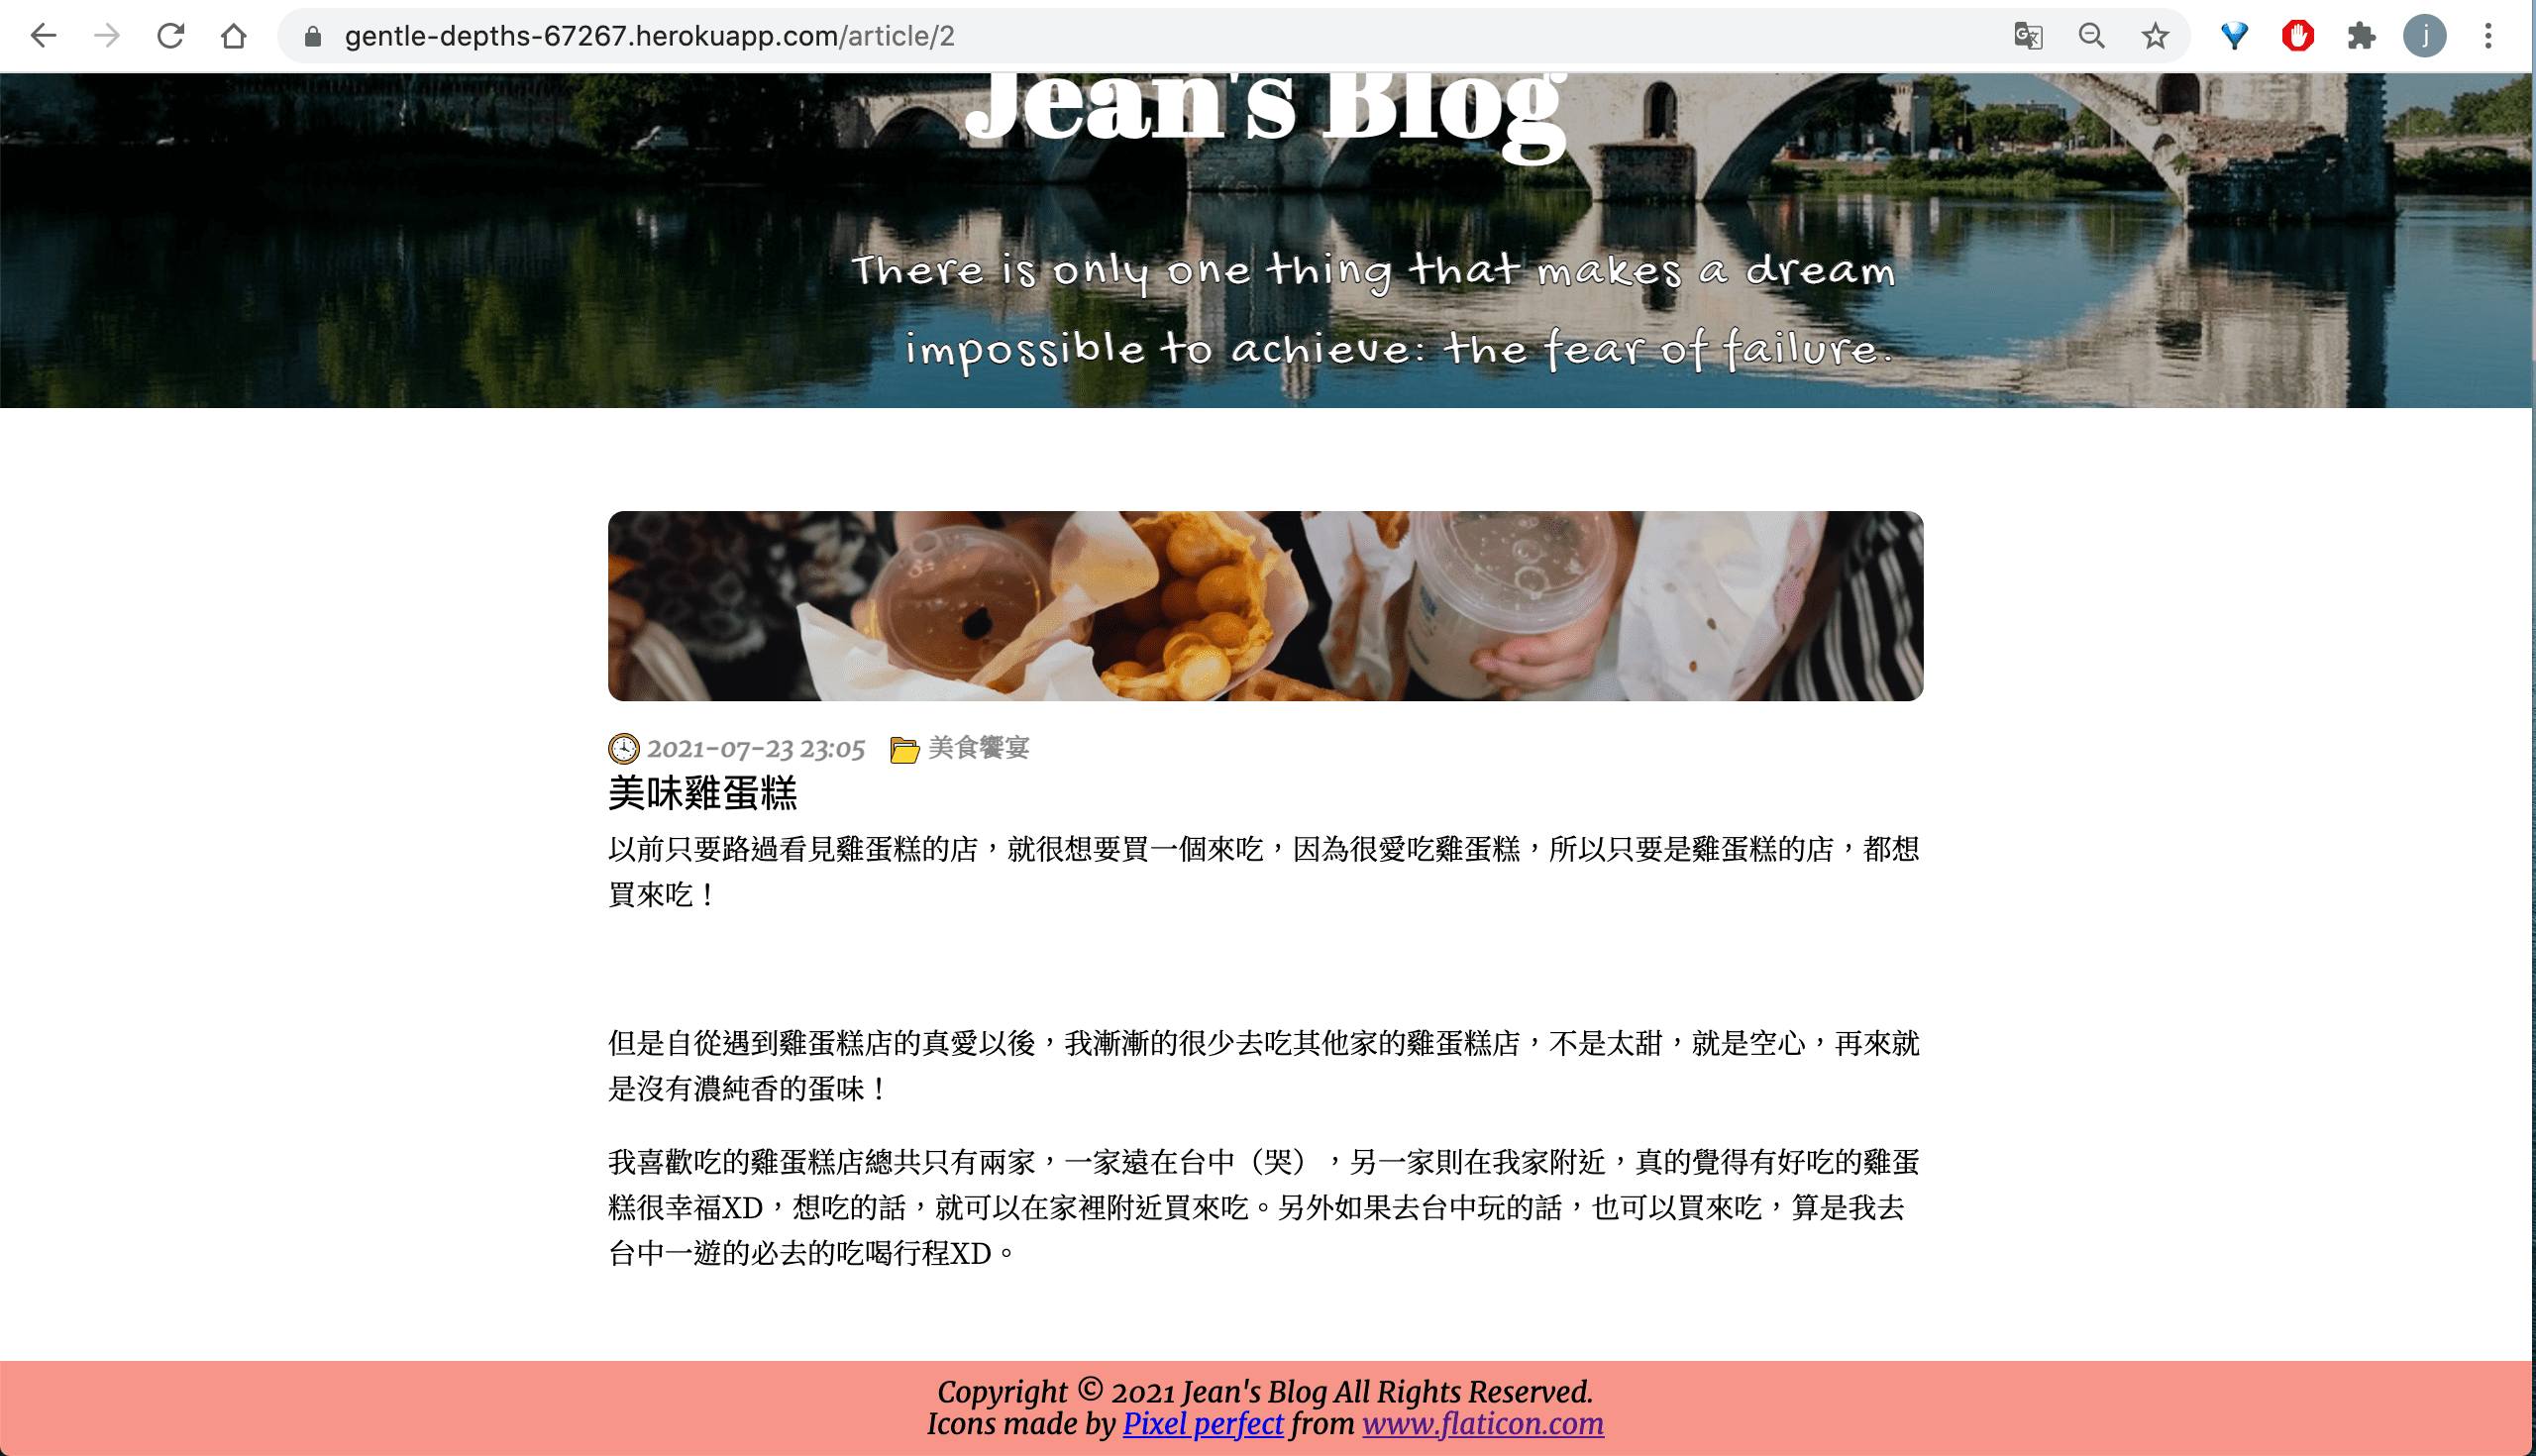 gentle-depths-67267.herokuapp.com/article/2
j
Jean's Blog
There is only one thing that makes a dream
impossible to achieve: the fear of failure.
2021-07-23 23:05 美食饗宴
美味雞蛋糕
以前只要路過看見雞蛋糕的店，就很想要買一個來吃，因為很愛吃雞蛋糕，所以只要是雞蛋糕的店，都想
買來吃！
但是自從遇到雞蛋糕店的真愛以後，我漸漸的很少去吃其他家的雞蛋糕店，不是太甜，就是空心，再來就
是沒有濃純香的蛋味！
我喜歡吃的雞蛋糕店總共只有兩家，一家遠在台中（哭），另一家則在我家附近，真的覺得有好吃的雞蛋
糕很幸福XD，想吃的話，就可以在家裡附近買來吃。另外如果去台中玩的話，也可以買來吃，算是我去
台中一遊的必去的吃喝行程XD。
Copyright © 2021 Jean's Blog All Rights Reserved.
Icons made by Pixel perfect from www.flaticon.com